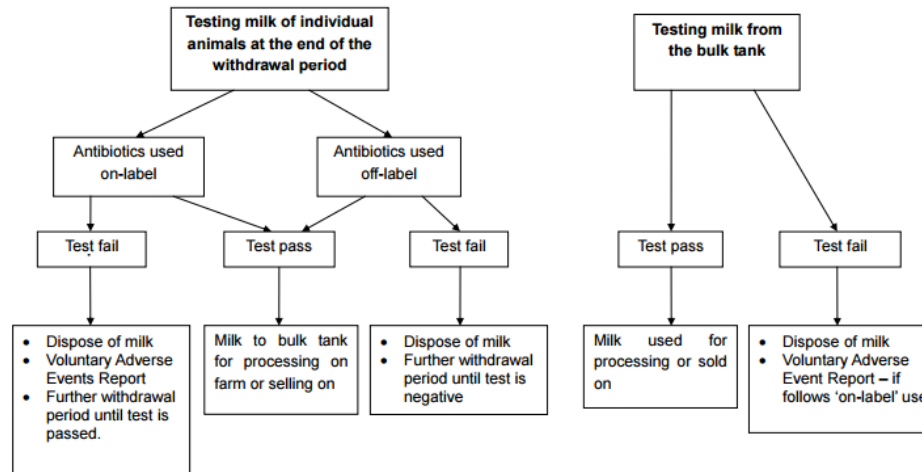 Testing milk of individual
animals at the end of the
withdrawal period
Testing milk from
the bulk tank
Antibiotics used
on-label
Antibiotics used
off-label
Test fail
Test pass
Test fail
Test pass
Test fail
• Dispose of milk
• Voluntary Adverse
Events Report
• Further withdrawal
period until test is
passed.
Milk to bulk tank
for processing on
farm or selling on
• Dispose of milk
• Further withdrawal
period until test is
negative
Milk used for
processing or sold
on
• Dispose of milk
• Voluntary Adverse
Event Report – if
follows ‘on-label’ use